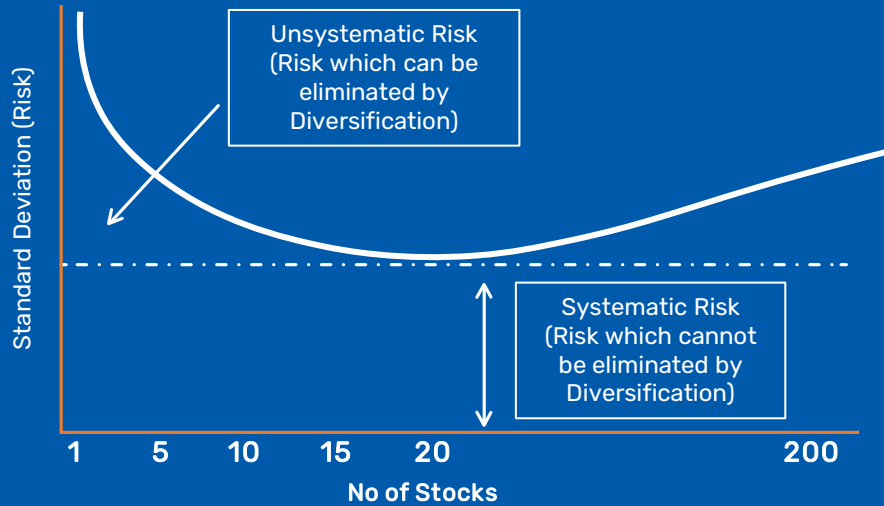 Unsystematic Risk
(Risk which can be
eliminated by
Diversification)
Standard Deviation (Risk)
Systematic Risk
(Risk which cannot
be eliminated by
Diversification)
1 5 10 15 20 200
No of Stocks